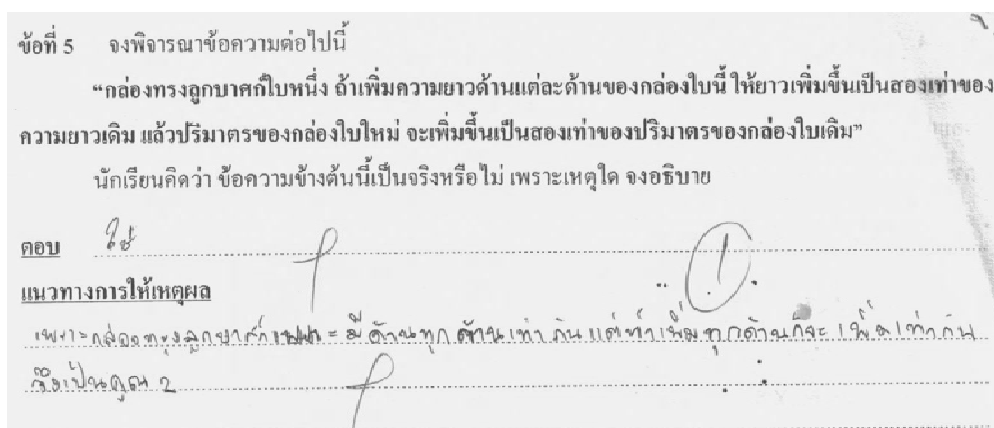 ข้อที่ 5 จงพิจารณาข้อความต่อไปนี้
“กล่องทรงลูกบาศก์ใบหนึ่ง ถ้าเพิ่มความยาวด้านแต่ละด้านของกล่องใบนี้ ให้ยาวเพิ่มขึ้นเป็นสองเท่าของ
ความยาวเดิม แล้วปริมาตรของกล่องใบใหม่ จะเพิ่มขึ้นเป็นสองเท่าของปริมาตรของกล่องใบเดิม”
นักเรียนคิดว่า ข้อความข้างต้นนี้เป็นจริงหรือไม่ เพราะเหตุใด จงอธิบาย
ตอบ ใช่
แนวทางการให้เหตุผล
เพราะกล่องทรงลูกบาศก์ มีด้านทุกด้านเท่ากัน แต่ถ้าเพิ่มทุกด้านก็จะเพิ่มเท่ากัน
จึงเป็นคูณ 2